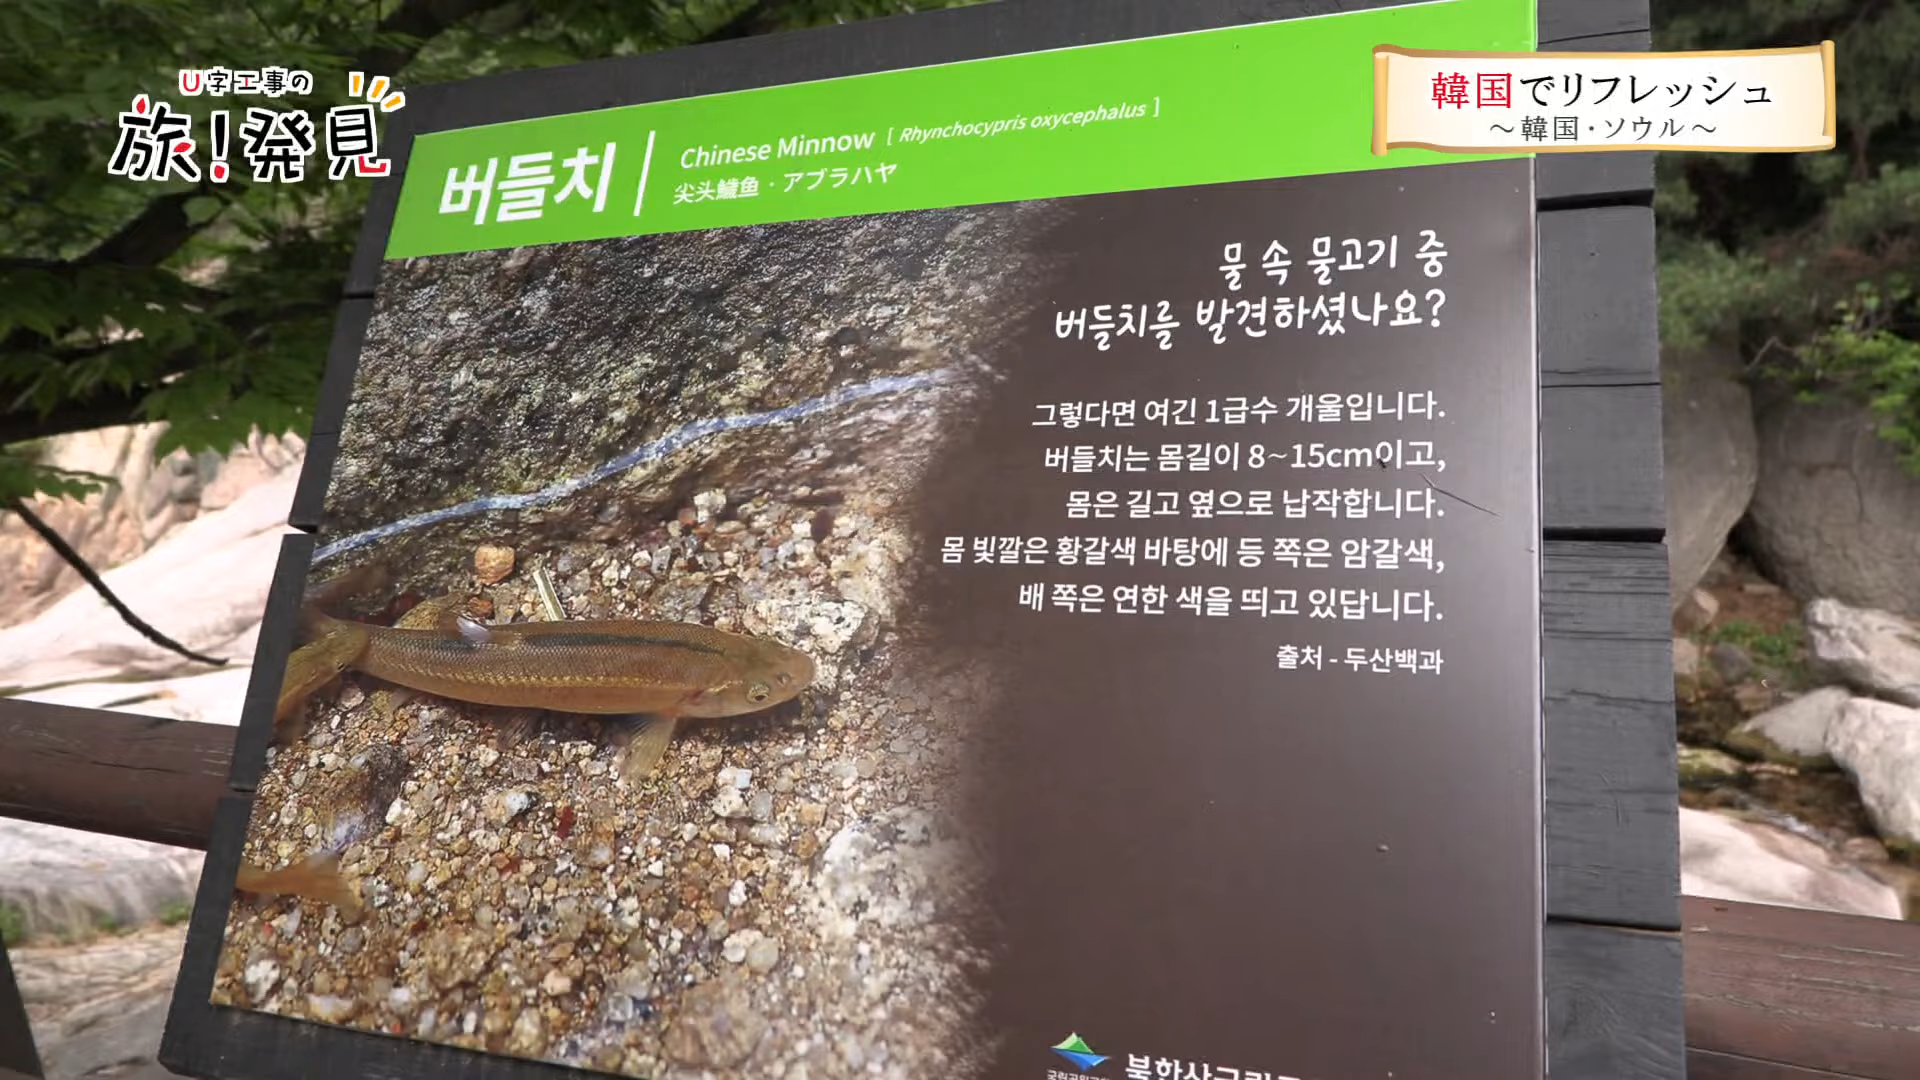 U字工事の
旅!発見
韓国でリフレッシュ
～韓国・ソウル～
버들치
Chinese Minnow [ Rhynchocypris oxycephalus ]
尖头鱥鱼 · アブラハヤ
물 속 물고기 중
버들치를 발견하셨나요?
그렇다면 여긴 1급수 개울입니다.
버들치는 몸길이 8~15cm이고,
몸은 길고 옆으로 납작합니다.
몸 빛깔은 황갈색 바탕에 등 쪽은 암갈색,
배 쪽은 연한 색을 띄고 있답니다.
출처 - 두산백과